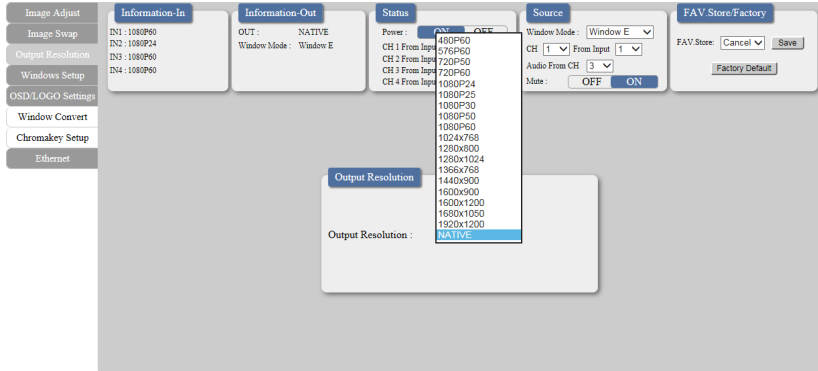 Image Adjust
Image Swap
Output Resolution
Windows Setup
OSD/LOGO Settings
Window Convert
Chromakey Setup
Ethernet
Information-In
IN1 : 1080P60
IN2 : 1080P24
IN3 : 1080P60
IN4 : 1080P60
Information-Out
OUT : NATIVE
Window Mode : Window E
Status
Power : ON OFF
CH 1 From Inpu
CH 2 From Inpu
CH 3 From Inpu
CH 4 From Inpu
Source
Window Mode : Window E
CH 1 From Input 1
Audio From CH 3
Mute : OFF ON
FAV.Store/Factory
FAV.Store: Cancel Save
Factory Default
480P60
576P60
720P50
720P60
1080P24
1080P25
1080P30
1080P50
1080P60
1024x768
1280x800
1280x1024
1366x768
1440x900
1600x900
1600x1200
1680x1050
1920x1200
NATIVE
Output Resolution
Output Resolution :